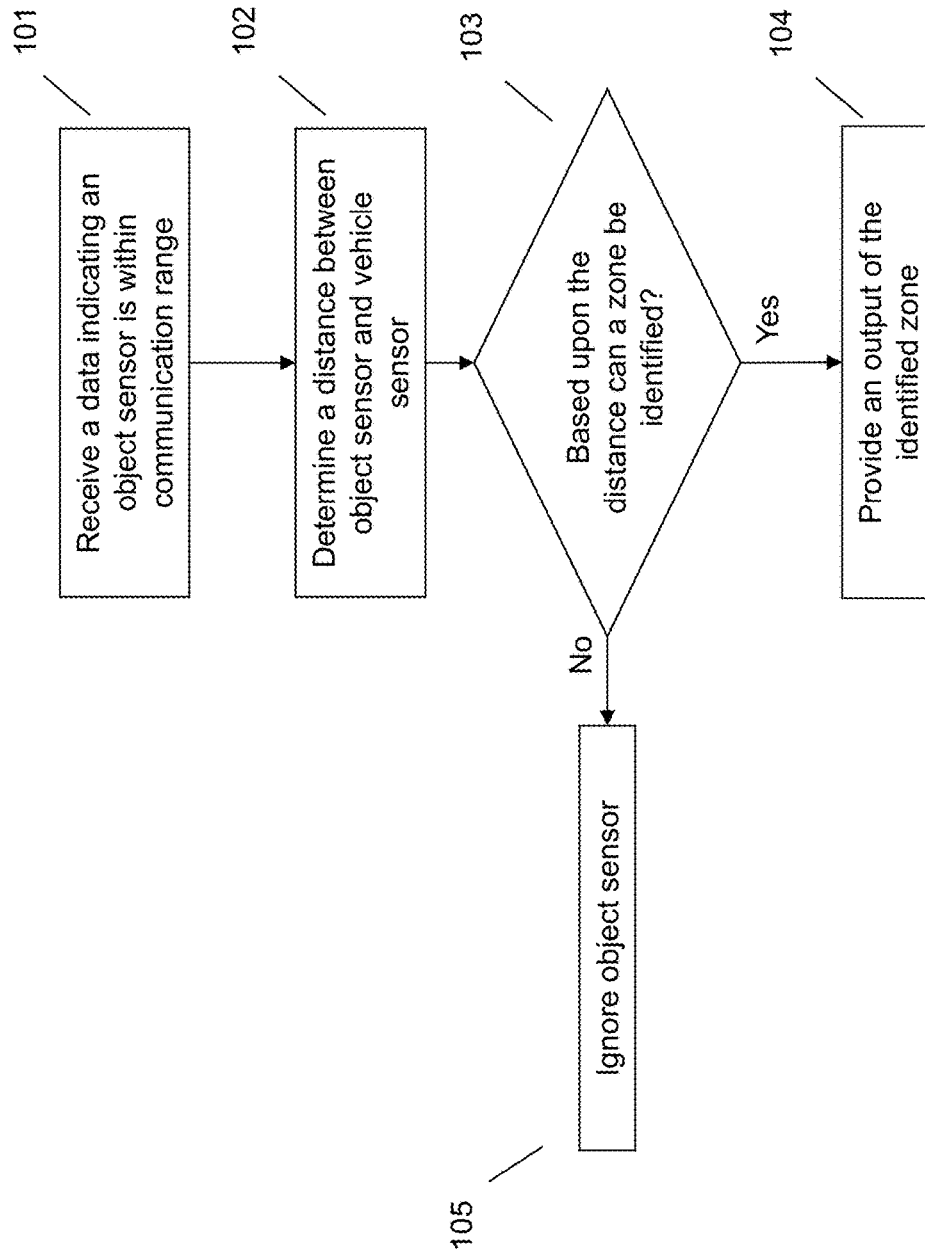 101
Receive a data indicating an
object sensor is within
communication range
102
Determine a distance between
object sensor and vehicle
sensor
103
Based upon the
distance can a zone be
identified?
No
Yes
105
Ignore object sensor
104
Provide an output of the
identified zone